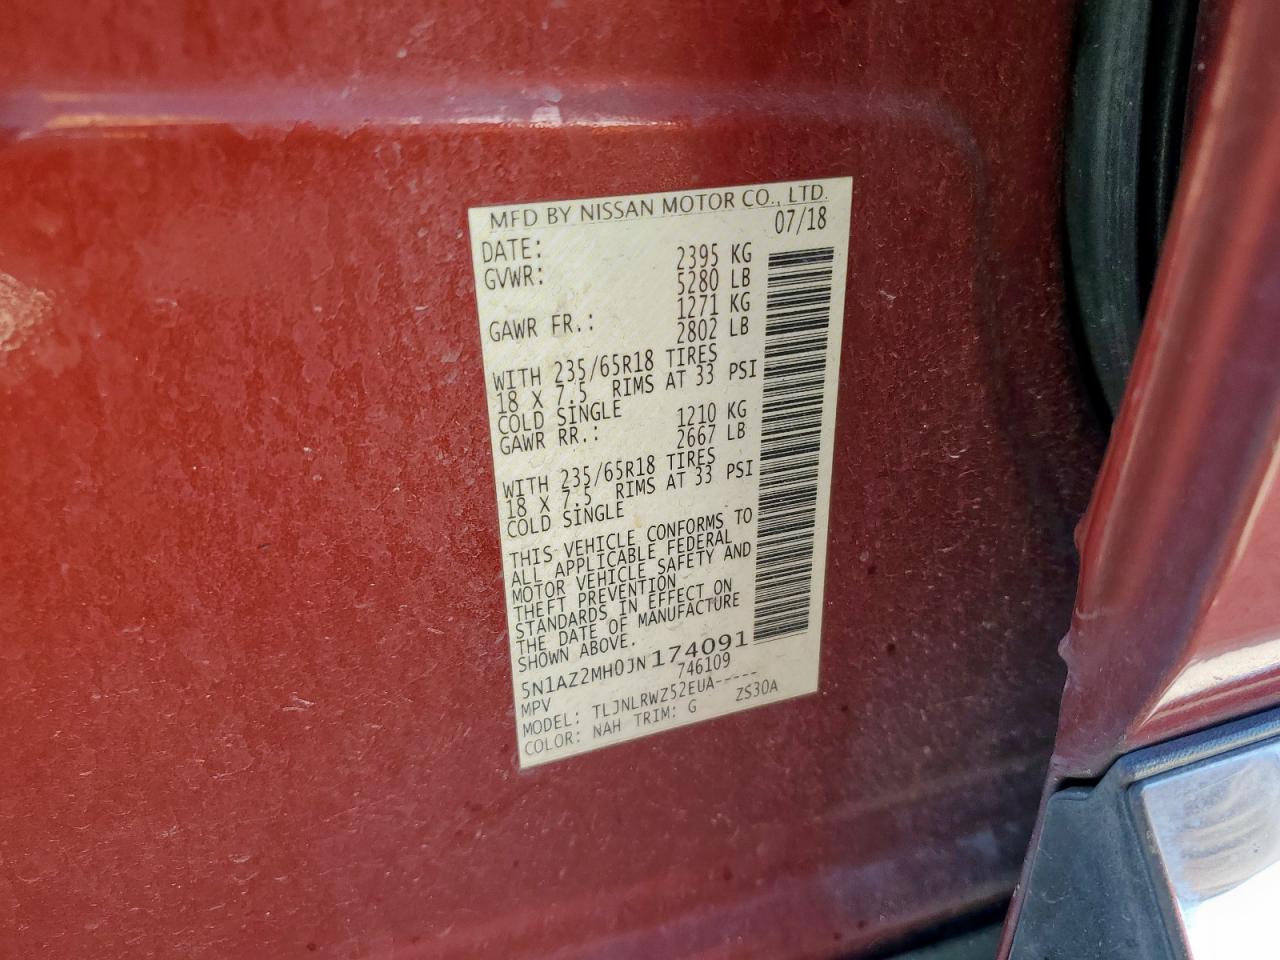 MFD BY NISSAN MOTOR CO., LTD.
DATE: 07/18
GVWR: 2395 KG
5280 LB
GAWR FR.: 1271 KG
2802 LB
WITH 235/65R18 TIRES
18 X 7.5 RIMS AT 33 PSI
COLD SINGLE
GAWR RR.: 1210 KG
2667 LB
WITH 235/65R18 TIRES
18 X 7.5 RIMS AT 33 PSI
COLD SINGLE
THIS VEHICLE CONFORMS TO
ALL APPLICABLE FEDERAL
MOTOR VEHICLE SAFETY AND
THEFT PREVENTION
STANDARDS IN EFFECT ON
THE DATE OF MANUFACTURE
SHOWN ABOVE.
5N1AZ2MH0JN174091
MPV 746109
MODEL: TLJNLRWZ52EUA-----
COLOR: NAH TRIM: G ZS30A